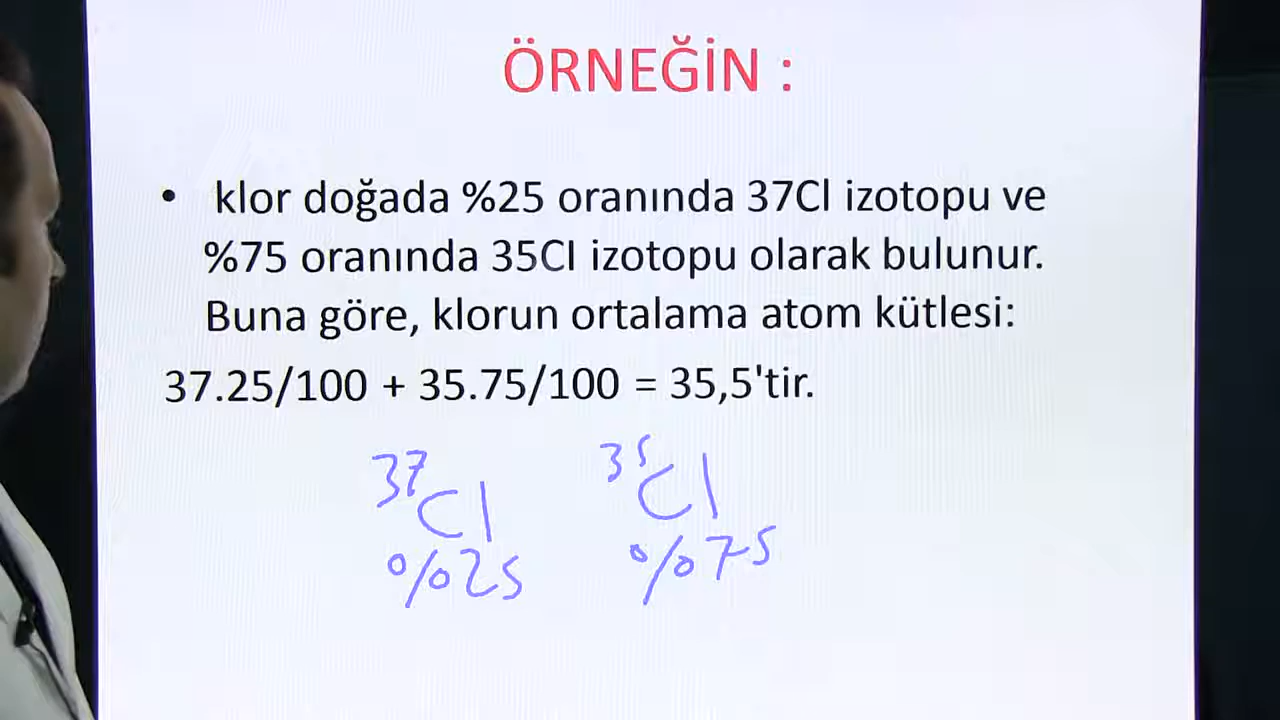 ÖRNEĞİN :
• klor doğada %25 oranında 37Cl izotopu ve
%75 oranında 35CI izotopu olarak bulunur.
Buna göre, klorun ortalama atom kütlesi:
37.25/100 + 35.75/100 = 35,5'tir.
37Cl 35Cl
%25 %75